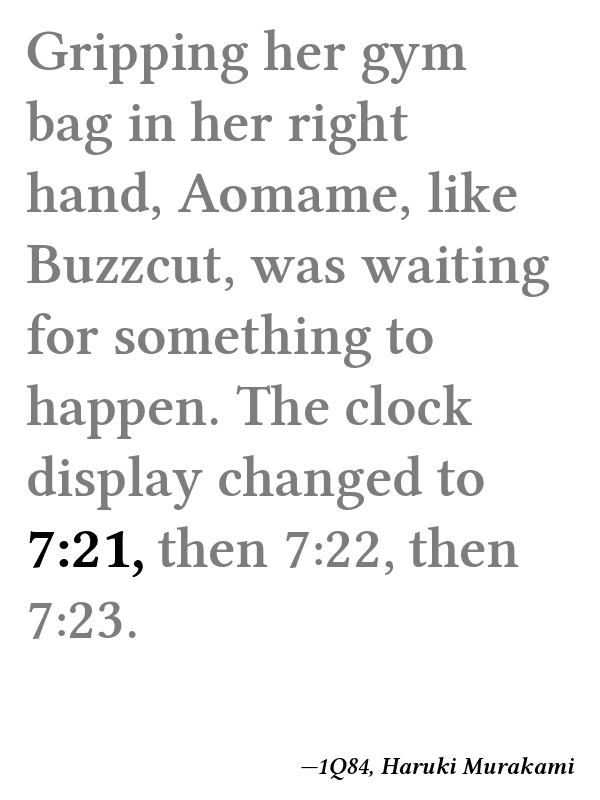 Gripping her gym
bag in her right
hand, Aomame, like
Buzzcut, was waiting
for something to
happen. The clock
display changed to
7:21, then 7:22, then
7:23.
—1Q84, Haruki Murakami